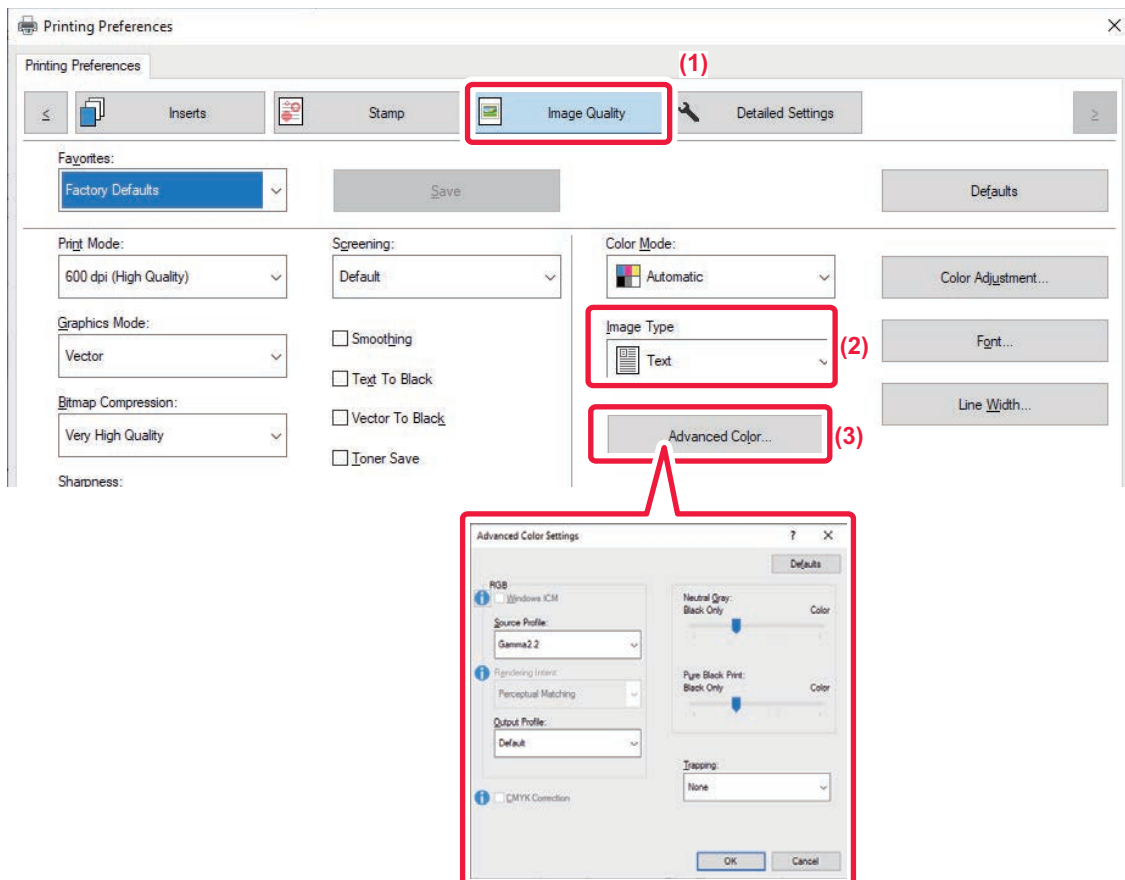 Printing Preferences
Printing Preferences
(1)
≤ Inserts Stamp Image Quality Detailed Settings ≥
Favorites:
Factory Defaults Save Defaults
Print Mode: Screening: Color Mode:
600 dpi (High Quality) Default Automatic Color Adjustment...
Graphics Mode: Image Type
Smoothing Font...
Vector Text (2)
Text To Black
Bitmap Compression: Line Width...
Vector To Black
Very High Quality Advanced Color... (3)
Toner Save
Sharpness:
Advanced Color Settings ?
Defaults
RGB
Windows ICM
Neutral Gray:
Black Only Color
Source Profile:
Gamma2.2
Rendering Intent:
Pure Black Print:
Black Only Color
Perceptual Matching
Output Profile:
Default
Trapping:
None
CMYK Correction
OK Cancel